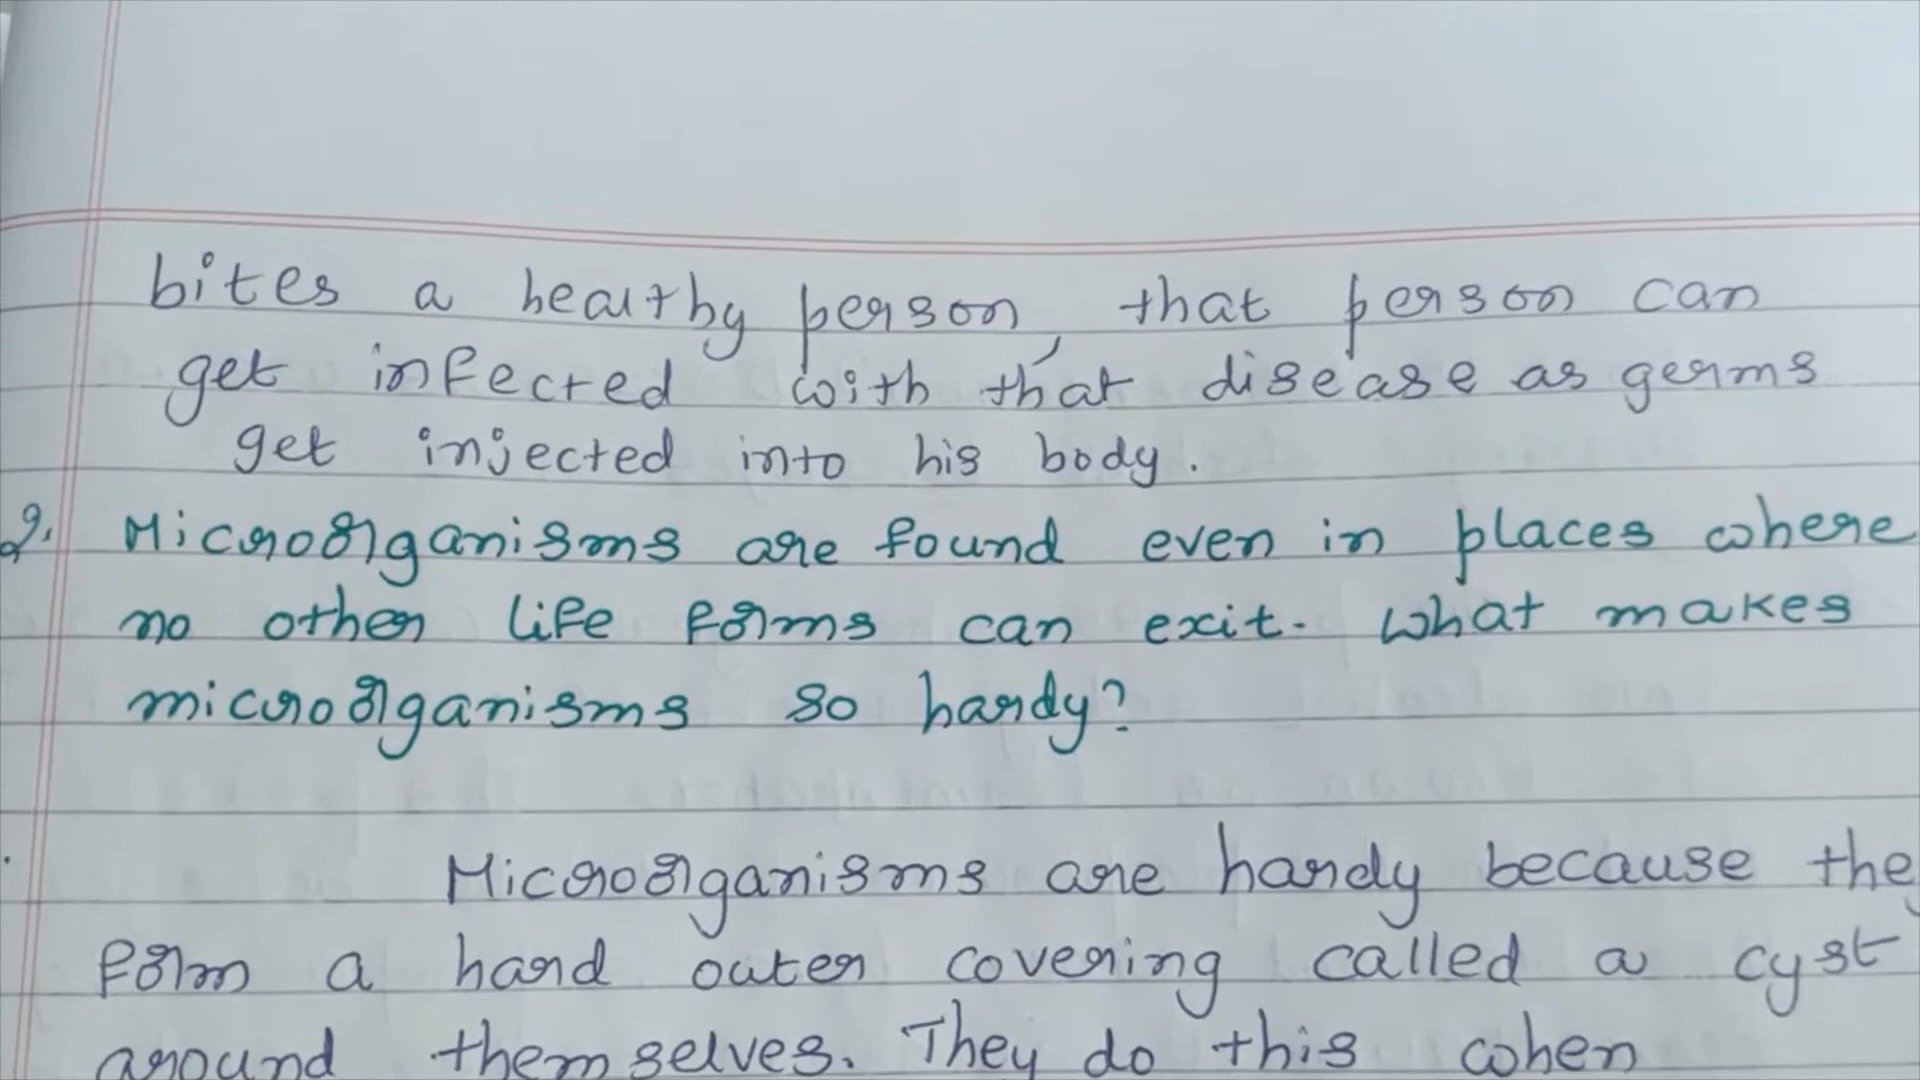 bites a healthy person, that person can
get infected with that disease as germs
get injected into his body.
2. Microorganisms are found even in places where
no other life forms can exit. What makes
microorganisms so hardy?
Microorganisms are hardy because they
form a hard outer covering called a cyst
around themselves. They do this when